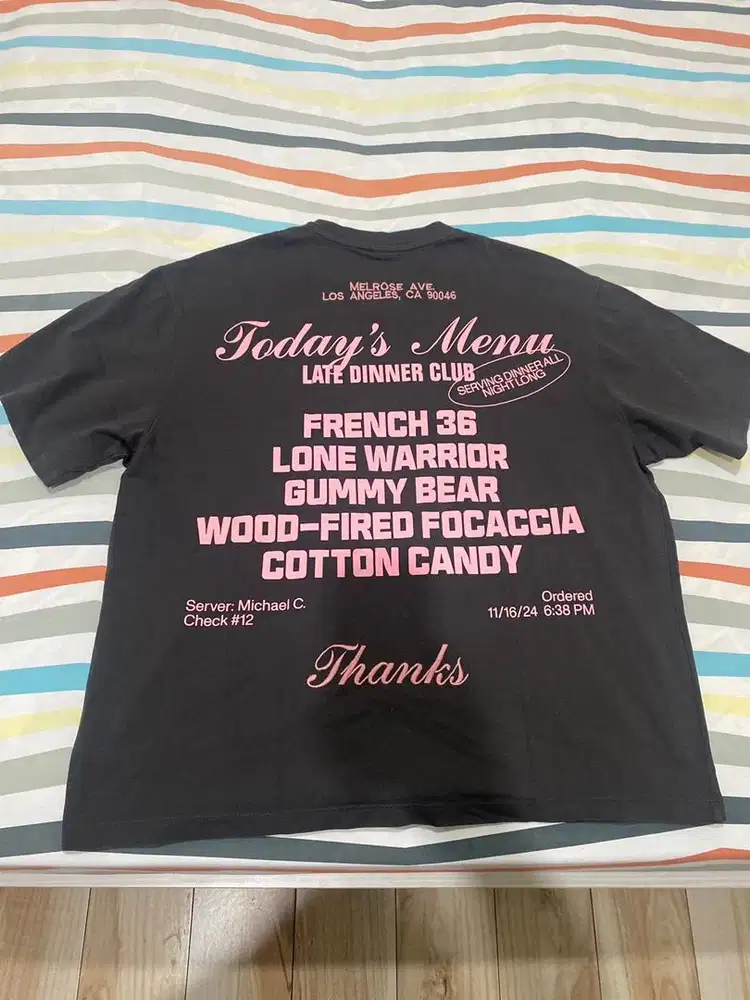 MELROSE AVE.
LOS ANGELES, CA 90046
Today's Menu
LATE DINNER CLUB
SERVING DINNER ALL
NIGHT LONG
FRENCH 36
LONE WARRIOR
GUMMY BEAR
WOOD-FIRED FOCACCIA
COTTON CANDY
Server: Michael C.
Check #12
Ordered
11/16/24 6:38 PM
Thanks